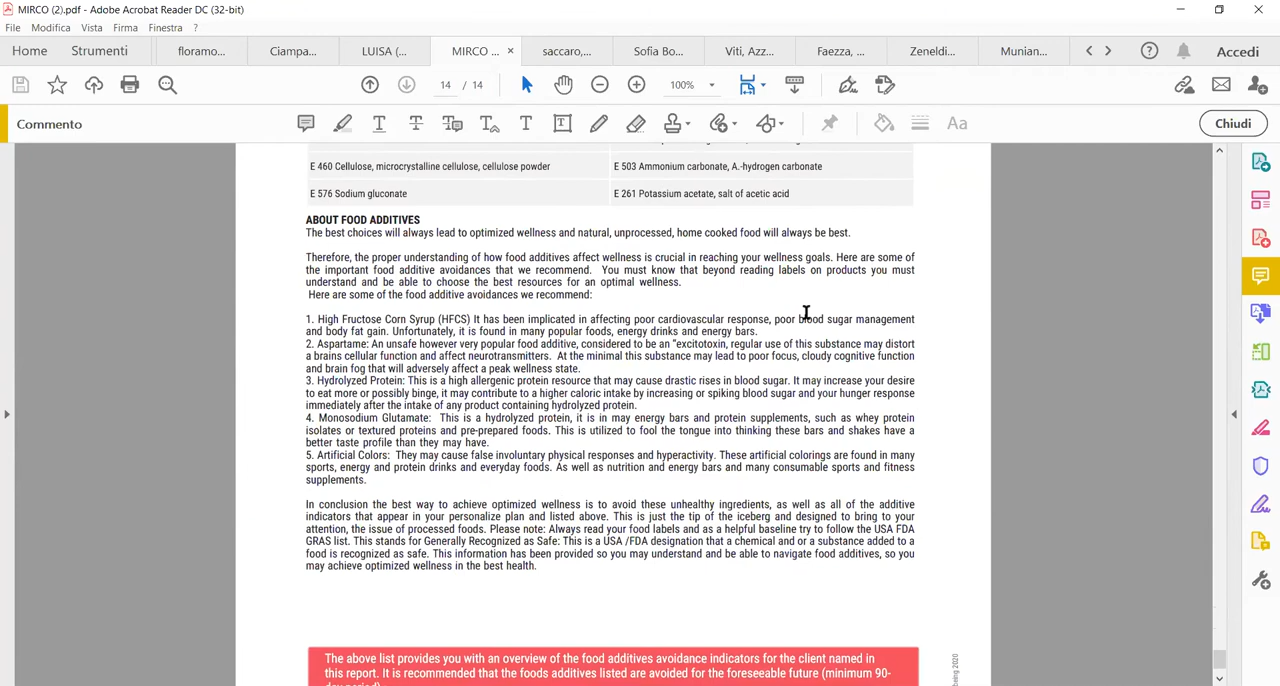 MIRCO (2).pdf - Adobe Acrobat Reader DC (32-bit)
File Modifica Vista Firma Finestra ?
Home Strumenti floramo... Ciampa... LUISA (... MIRCO ... × saccaro,... Sofia Bo... Viti, Azz... Faezza, ... Zeneldi... Munian... Accedi
14 / 14 100%
Commento Chiudi
E 460 Cellulose, microcrystalline cellulose, cellulose powder E 503 Ammonium carbonate, A.-hydrogen carbonate
E 576 Sodium gluconate E 261 Potassium acetate, salt of acetic acid
ABOUT FOOD ADDITIVES
The best choices will always lead to optimized wellness and natural, unprocessed, home cooked food will always be best.
Therefore, the proper understanding of how food additives affect wellness is crucial in reaching your wellness goals. Here are some of
the important food additive avoidances that we recommend. You must know that beyond reading labels on products you must
understand and be able to choose the best resources for an optimal wellness.
Here are some of the food additive avoidances we recommend:
1. High Fructose Corn Syrup (HFCS) It has been implicated in affecting poor cardiovascular response, poor blood sugar management
and body fat gain. Unfortunately, it is found in many popular foods, energy drinks and energy bars.
2. Aspartame: An unsafe however very popular food additive, considered to be an "excitotoxin, regular use of this substance may distort
a brains cellular function and affect neurotransmitters. At the minimal this substance may lead to poor focus, cloudy cognitive function
and brain fog that will adversely affect a peak wellness state.
3. Hydrolyzed Protein: This is a high allergenic protein resource that may cause drastic rises in blood sugar. It may increase your desire
to eat more or possibly binge, it may contribute to a higher caloric intake by increasing or spiking blood sugar and your hunger response
immediately after the intake of any product containing hydrolyzed protein.
4. Monosodium Glutamate: This is a hydrolyzed protein, it is in may energy bars and protein supplements, such as whey protein
isolates or textured proteins and pre-prepared foods. This is utilized to fool the tongue into thinking these bars and shakes have a
better taste profile than they may have.
5. Artificial Colors: They may cause false involuntary physical responses and hyperactivity. These artificial colorings are found in many
sports, energy and protein drinks and everyday foods. As well as nutrition and energy bars and many consumable sports and fitness
supplements.
In conclusion the best way to achieve optimized wellness is to avoid these unhealthy ingredients, as well as all of the additive
indicators that appear in your personalize plan and listed above. This is just the tip of the iceberg and designed to bring to your
attention, the issue of processed foods. Please note: Always read your food labels and as a helpful baseline try to follow the USA FDA
GRAS list. This stands for Generally Recognized as Safe: This is a USA /FDA designation that a chemical and or a substance added to a
food is recognized as safe. This information has been provided so you may understand and be able to navigate food additives, so you
may achieve optimized wellness in the best health.
The above list provides you with an overview of the food additives avoidance indicators for the client named in
this report. It is recommended that the foods additives listed are avoided for the foreseeable future (minimum 90-
day period)
being 2020